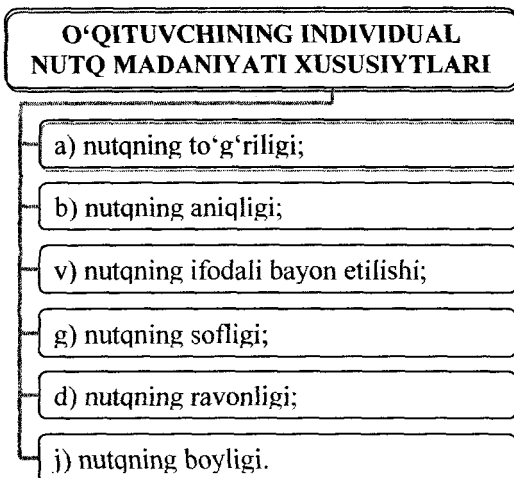 O‘QITUVCHINING INDIVIDUAL
NUTQ MADANIYATI XUSUSIYTLARI
a) nutqning to‘g‘riligi;
b) nutqning aniqligi;
v) nutqning ifodali bayon etilishi;
g) nutqning sofligi;
d) nutqning ravonligi;
j) nutqning boyligi.